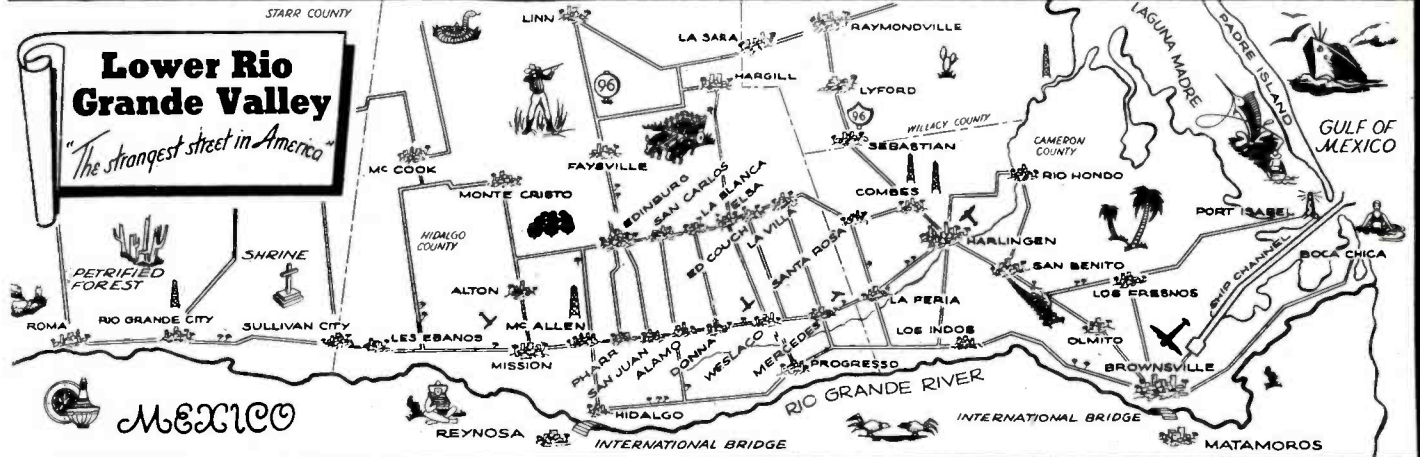 STARR COUNTY
Lower Rio
Grande Valley
"The strangest street in America"
LINN
LA SARA
RAYMONDVILLE
LAGUNA MADRE
PADRE ISLAND
GULF OF
MEXICO
96
HARGILL
LYFORD
96
WILLACY COUNTY
CAMERON
COUNTY
MC COOK
FAYSVILLE
SEBASTIAN
MONTE CRISTO
COMBES
RIO HONDO
EDINBURG
SAN CARLOS
LA BLANCA
ELSA
ED COUCH
LA VILLA
SANTA ROSA
PORT ISABEL
PETRIFIED
FOREST
SHRINE
HIDALGO
COUNTY
HARLINGEN
SHIP CHANNEL
BOCA CHICA
SAN BENITO
ALTON
LOS FRESNOS
LA FERIA
ROMA
RIO GRANDE CITY
SULLIVAN CITY
LES EBANOS
MC ALLEN
LOS INDOS
OLMITO
MISSION
PHARR
SAN JUAN
ALAMO
DONNA
WESLACO
MERCEDES
PROGRESSO
BROWNSVILLE
RIO GRANDE RIVER
HIDALGO
MEXICO
REYNOSA
INTERNATIONAL BRIDGE
INTERNATIONAL BRIDGE
MATAMOROS